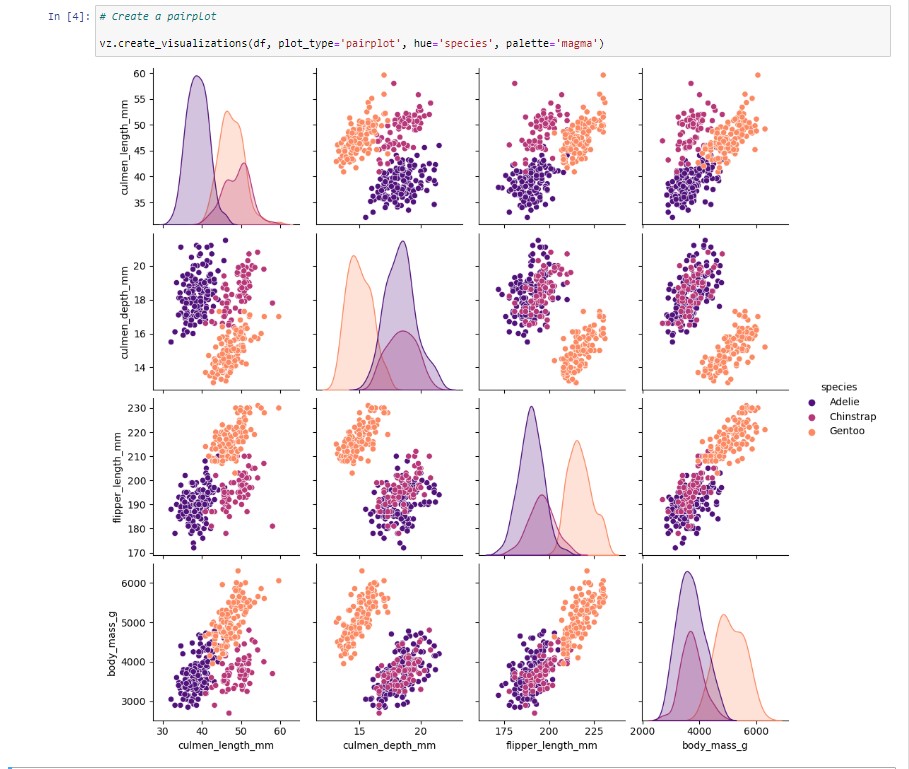 In [4]: # Create a pairplot
vz.create_visualizations(df, plot_type='pairplot', hue='species', palette='magma')
60
55
50
45
40
35
culmen_length_mm
20
18
16
14
culmen_depth_mm
species
Adelie
Chinstrap
Gentoo
230
220
210
200
190
180
170
flipper_length_mm
6000
5000
4000
3000
body_mass_g
30 40 50 60 15 20 175 200 225 2000 4000 6000
culmen_length_mm culmen_depth_mm flipper_length_mm body_mass_g